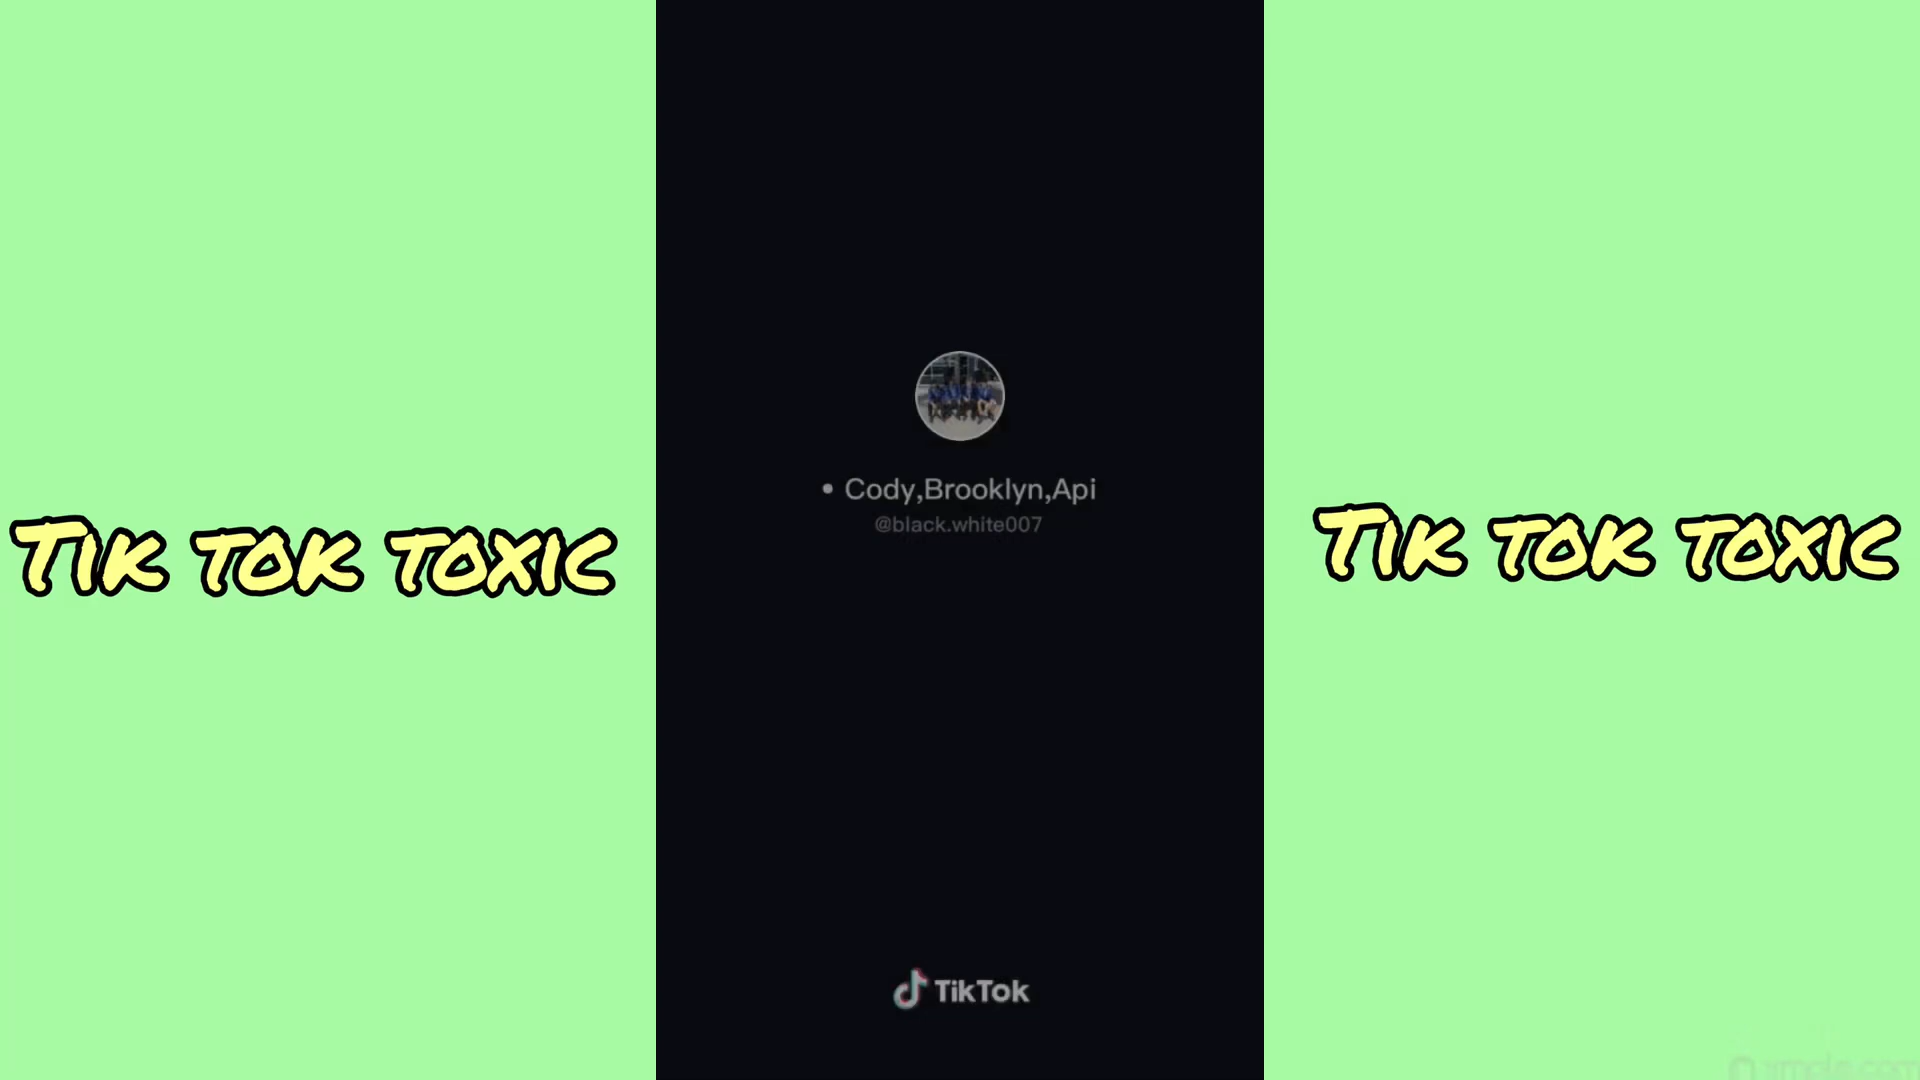 TIK TOK TOXIC
• Cody,Brooklyn,Api
@black.white007
TikTok
TIK TOK TOXIC